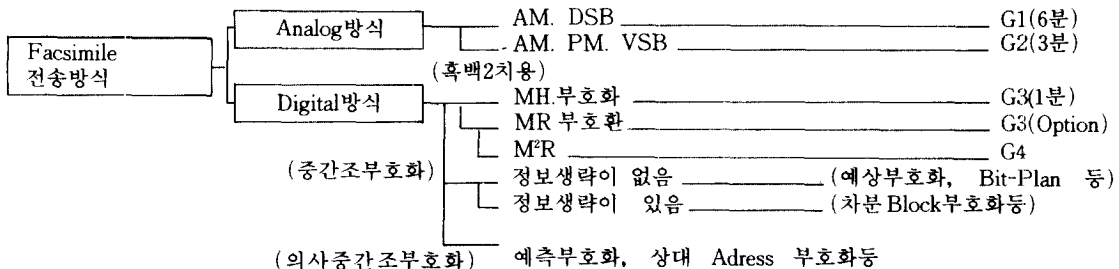 AM. DSB G1(6분)
Analog방식
AM. PM. VSB G2(3분)
Facsimile
전송방식
(흑백2치용)
Digital방식
MH.부호화 G3(1분)
MR 부호환 G3(Option)
M²R G4
(중간조부호화)
정보생략이 없음 (예상부호화, Bit-Plan 등)
정보생략이 있음 (차분Block부호화등)
(의사중간조부호화) 예측부호화, 상대 Adress 부호화등